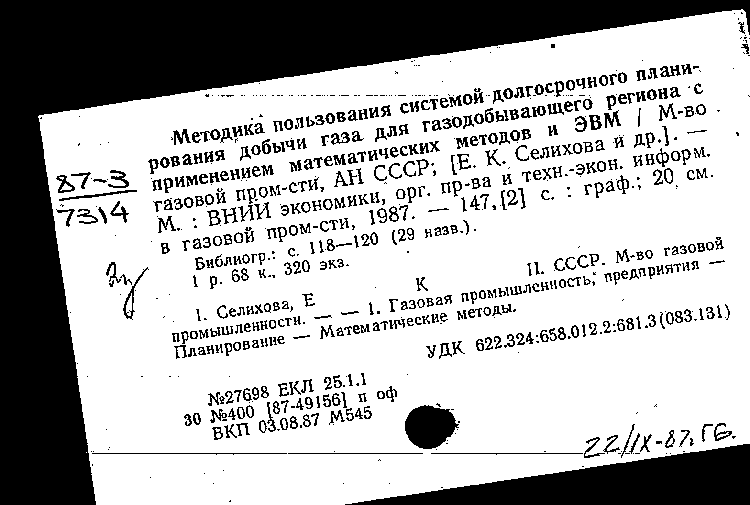 Методика пользования системой долгосрочного плани-
рования добычи газа для газодобывающего региона с
применением математических методов и ЭВМ / М-во
газовой пром-сти, АН СССР; [Е. К. Селихова и др.]. —
М. : ВНИИ экономики, орг. пр-ва и техн.-экон. информ.
в газовой пром-сти, 1987. — 147,[2] с. : граф.; 20 см.
Библиогр.: с. 118—120 (29 назв.).
1 р. 68 к., 320 экз.
87-3
7314
I. Селихова, Е К II. СССР. М-во газовой
промышленности. — — 1. Газовая промышленность, предприятия —
Планирование — Математические методы.
УДК 622.324:658.012.2:681.3(083.131)
№27698 ЕКЛ 25.1.1
30 №400 [87-49156] п оф
ВКП 03.08.87 М545
22/IX-87. ГБ.